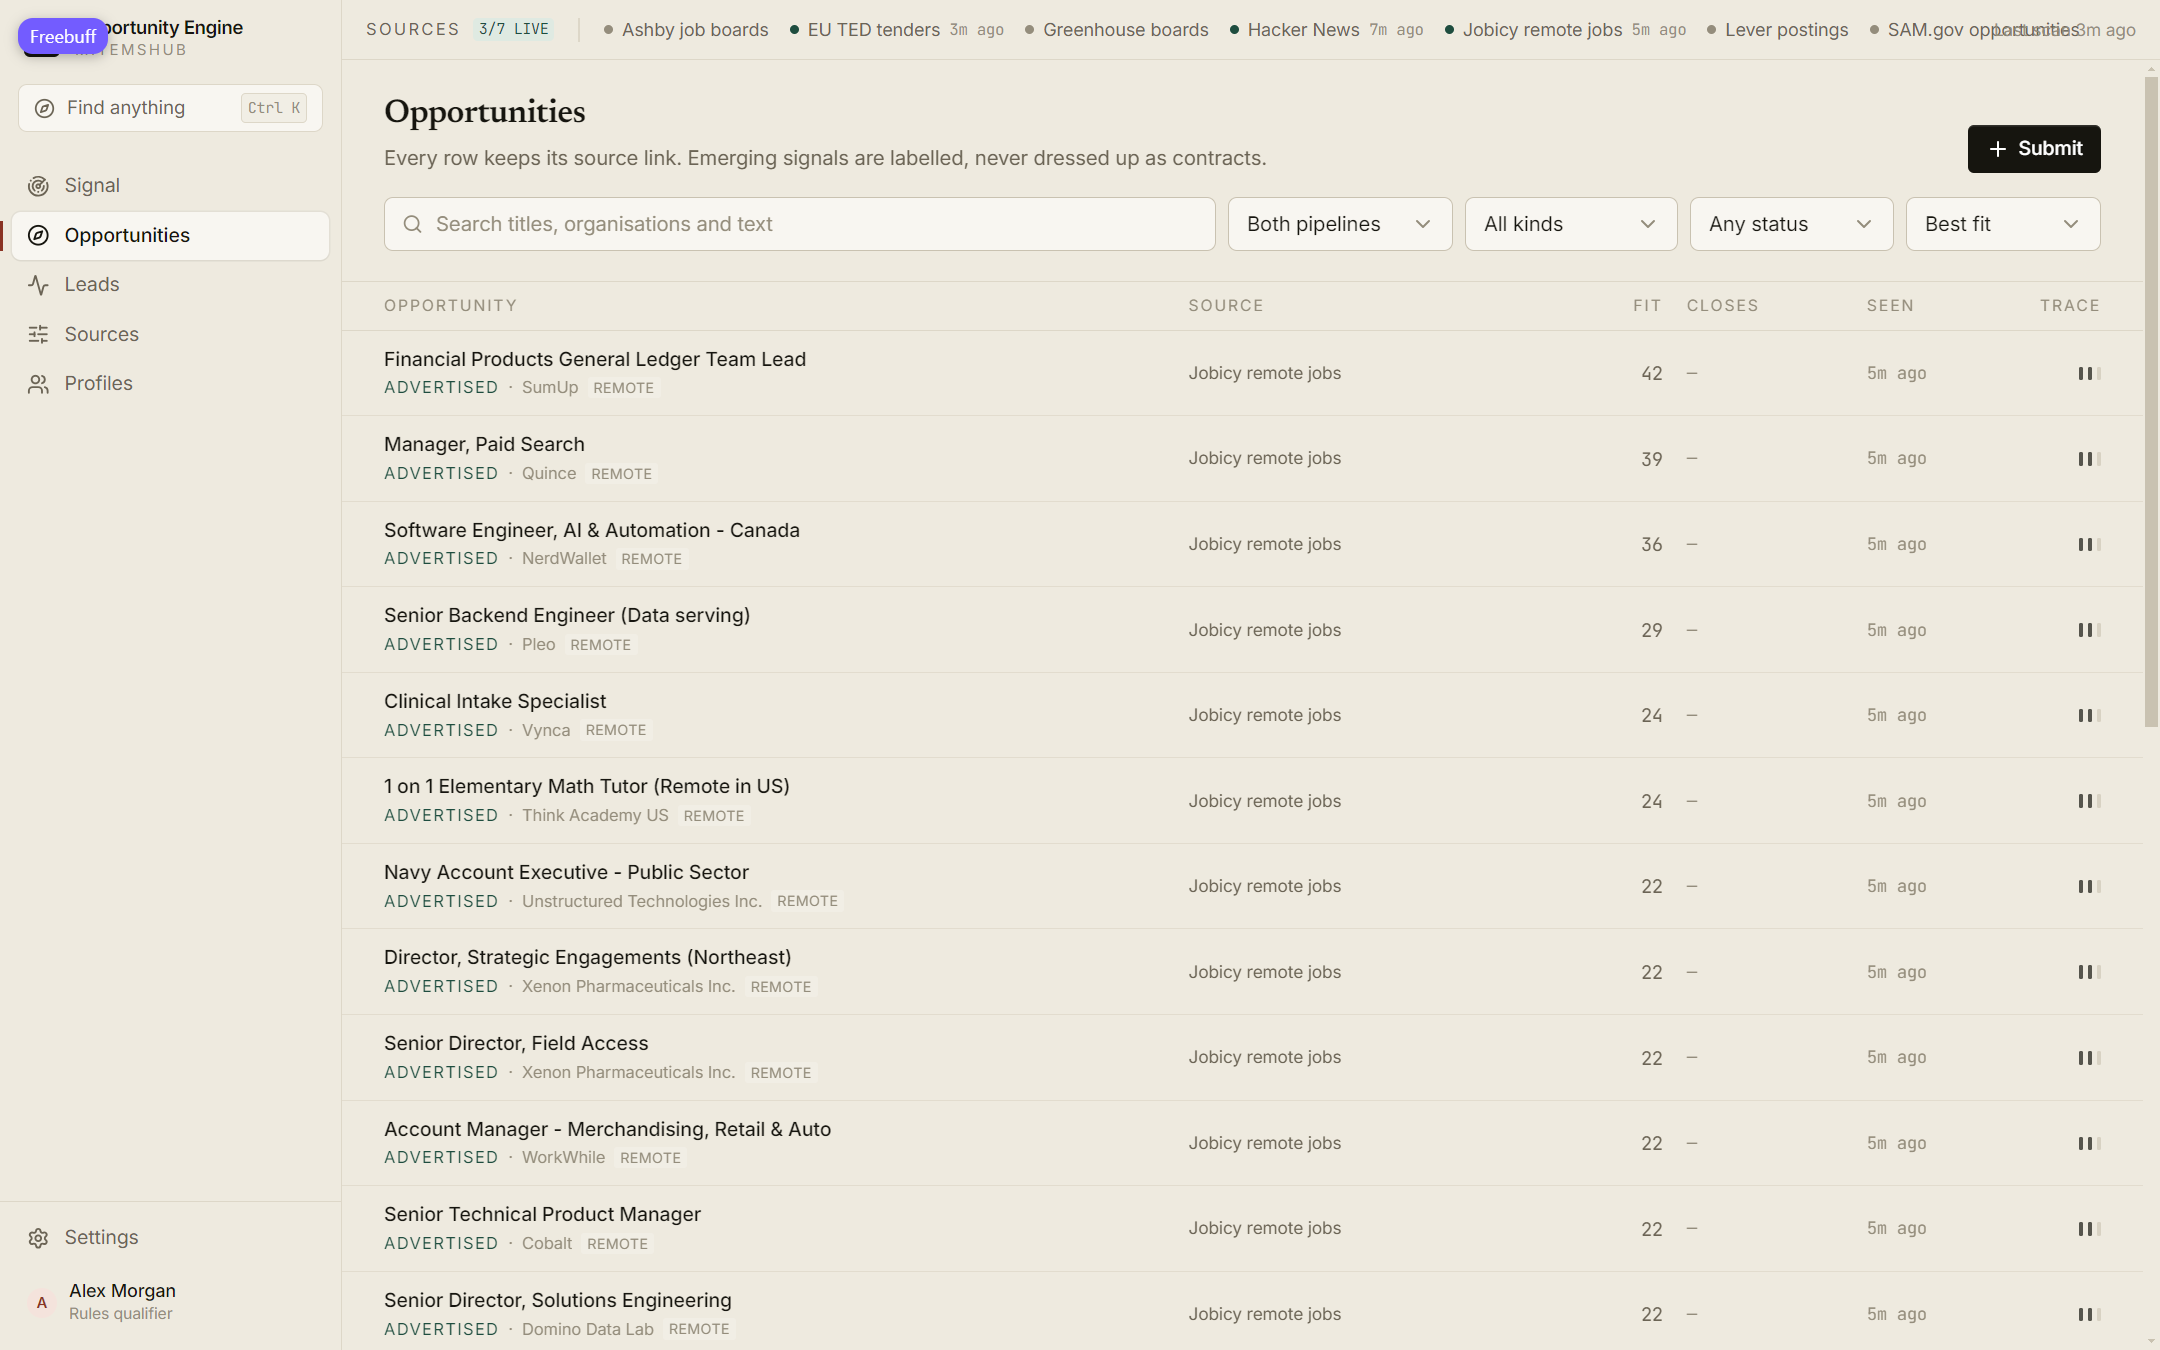 Freebuff
portunity Engine
TEMSHUB
Find anything Ctrl K
Signal
Opportunities
Leads
Sources
Profiles
Settings
A
Alex Morgan
Rules qualifier
SOURCES 3/7 LIVE Ashby job boards EU TED tenders 3m ago Greenhouse boards Hacker News 7m ago Jobicy remote jobs 5m ago Lever postings SAM.gov opportunities 3m ago
Opportunities
Every row keeps its source link. Emerging signals are labelled, never dressed up as contracts.
+ Submit
Search titles, organisations and text Both pipelines All kinds Any status Best fit
OPPORTUNITY SOURCE FIT CLOSES SEEN TRACE
Financial Products General Ledger Team Lead
ADVERTISED · SumUp REMOTE
Jobicy remote jobs 42 — 5m ago
Manager, Paid Search
ADVERTISED · Quince REMOTE
Jobicy remote jobs 39 — 5m ago
Software Engineer, AI & Automation - Canada
ADVERTISED · NerdWallet REMOTE
Jobicy remote jobs 36 — 5m ago
Senior Backend Engineer (Data serving)
ADVERTISED · Pleo REMOTE
Jobicy remote jobs 29 — 5m ago
Clinical Intake Specialist
ADVERTISED · Vynca REMOTE
Jobicy remote jobs 24 — 5m ago
1 on 1 Elementary Math Tutor (Remote in US)
ADVERTISED · Think Academy US REMOTE
Jobicy remote jobs 24 — 5m ago
Navy Account Executive - Public Sector
ADVERTISED · Unstructured Technologies Inc. REMOTE
Jobicy remote jobs 22 — 5m ago
Director, Strategic Engagements (Northeast)
ADVERTISED · Xenon Pharmaceuticals Inc. REMOTE
Jobicy remote jobs 22 — 5m ago
Senior Director, Field Access
ADVERTISED · Xenon Pharmaceuticals Inc. REMOTE
Jobicy remote jobs 22 — 5m ago
Account Manager - Merchandising, Retail & Auto
ADVERTISED · WorkWhile REMOTE
Jobicy remote jobs 22 — 5m ago
Senior Technical Product Manager
ADVERTISED · Cobalt REMOTE
Jobicy remote jobs 22 — 5m ago
Senior Director, Solutions Engineering
ADVERTISED · Domino Data Lab REMOTE
Jobicy remote jobs 22 — 5m ago